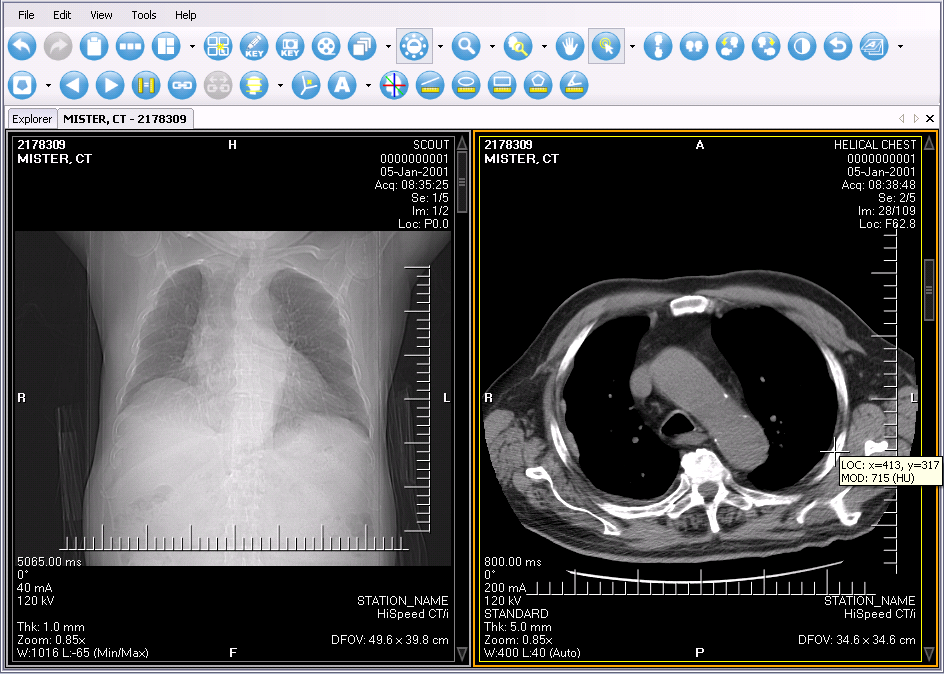 File Edit View Tools Help
KEY KEY
A
Explorer MISTER, CT - 2178309
2178309 H SCOUT
MISTER, CT 0000000001
05-Jan-2001
Acq: 08:35:25
Se: 1/5
Im: 1/2
Loc: P0.0
R L
5065.00 ms
0°
40 mA
120 kV STATION_NAME
HiSpeed CT/i
Thk: 1.0 mm
Zoom: 0.85x DFOV: 49.6 x 39.8 cm
W:1016 L:-65 (Min/Max) F
2178309 A HELICAL CHEST
MISTER, CT 0000000001
05-Jan-2001
Acq: 08:38:48
Se: 2/5
Im: 28/109
Loc: F62.8
R L
LOC: x=413, y=317
MOD: 715 (HU)
800.00 ms
0°
200 mA
120 kV STATION_NAME
STANDARD HiSpeed CT/i
Thk: 5.0 mm
Zoom: 0.85x DFOV: 34.6 x 34.6 cm
W:400 L:40 (Auto) P